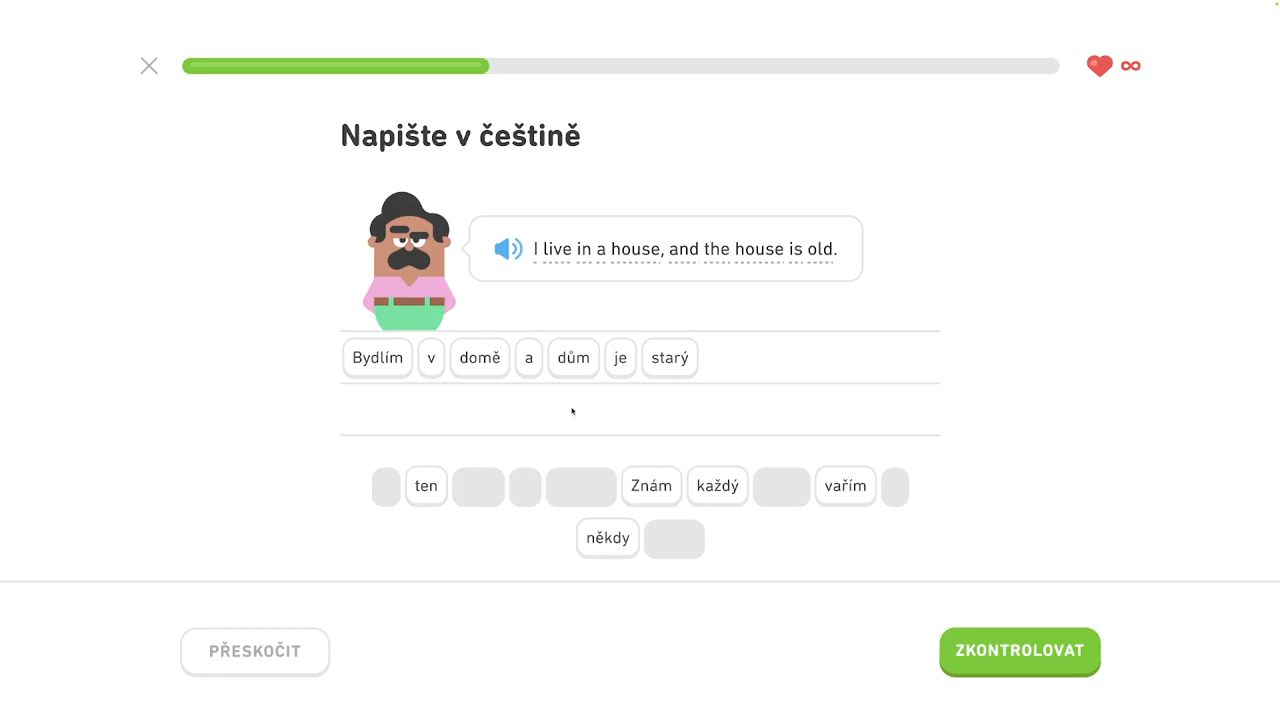 ∞
Napište v češtině
I live in a house, and the house is old.
Bydlím v domě a dům je starý
ten Znám každý vařím
někdy
PŘESKOČIT ZKONTROLOVAT